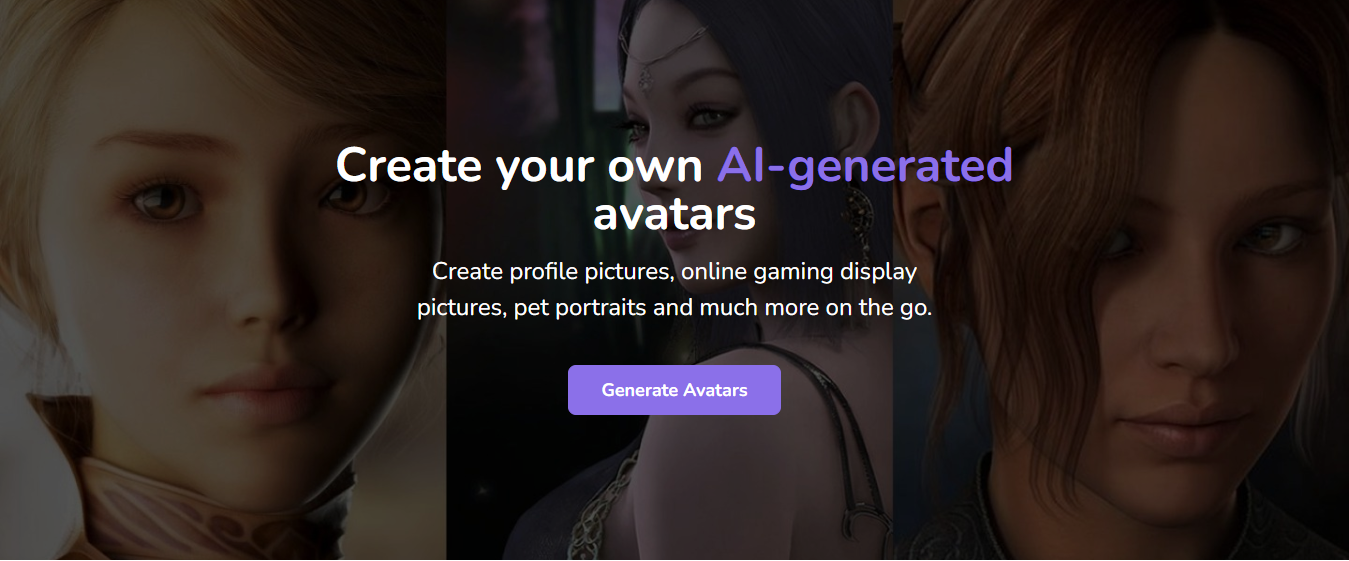 Create your own AI-generated
avatars
Create profile pictures, online gaming display
pictures, pet portraits and much more on the go.
Generate Avatars